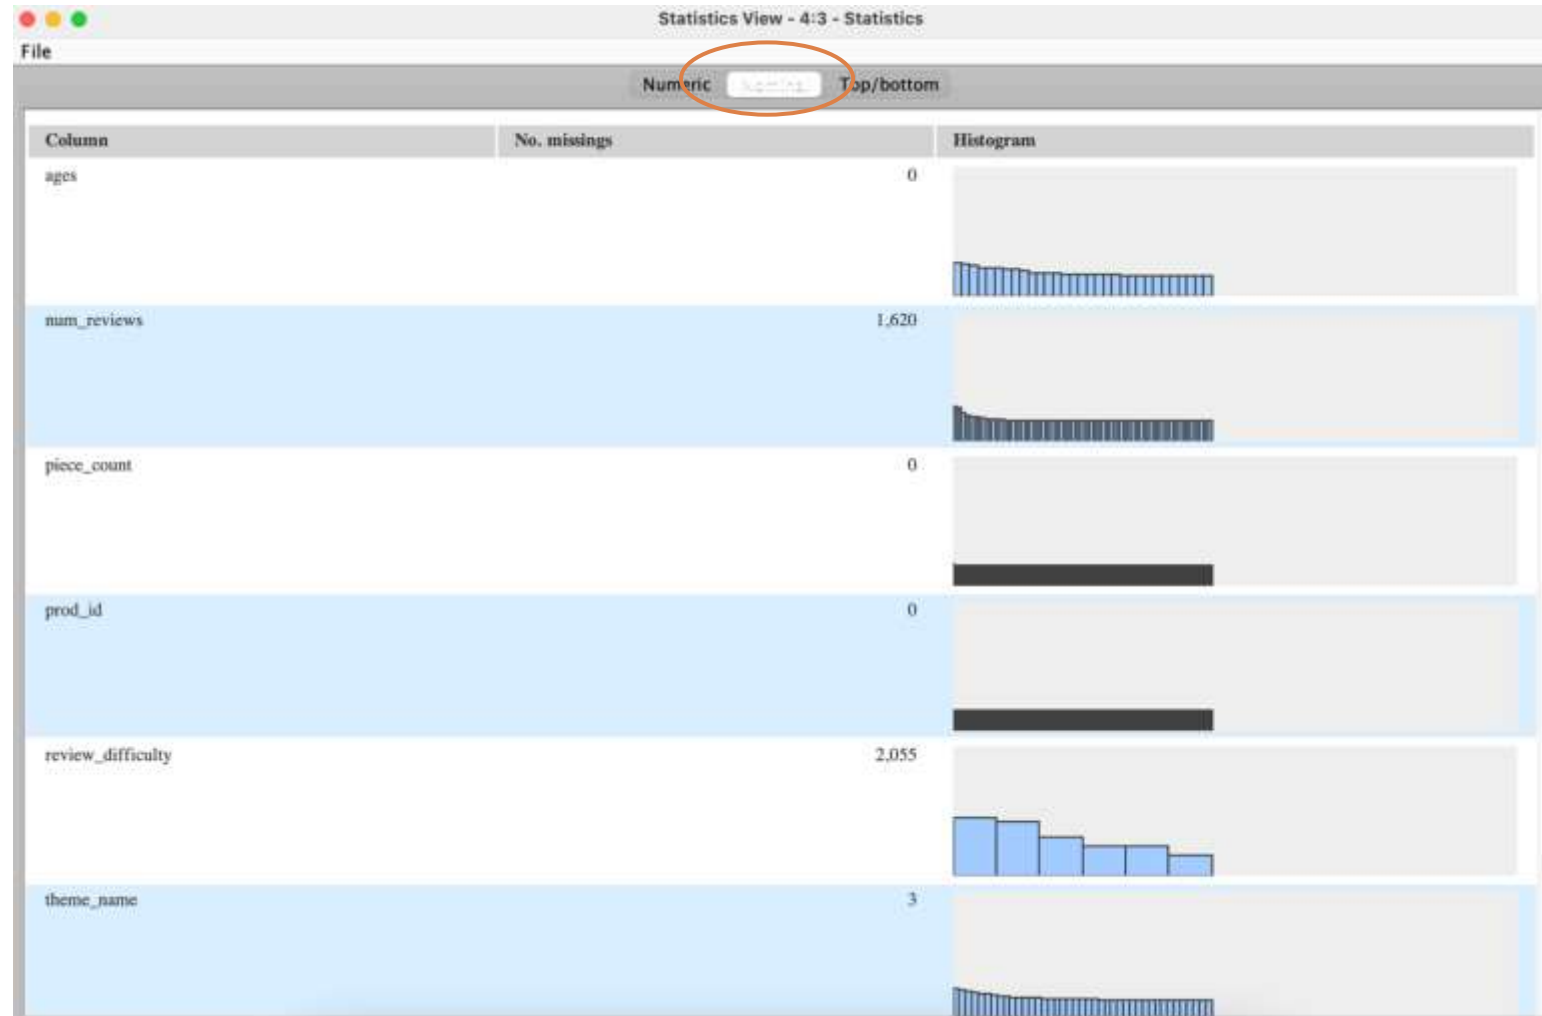 Statistics View - 4:3 - Statistics
File
Numeric Nominal Top/bottom
Column No. missings Histogram
ages 0
num_reviews 1,620
piece_count 0
prod_id 0
review_difficulty 2,055
theme_name 3